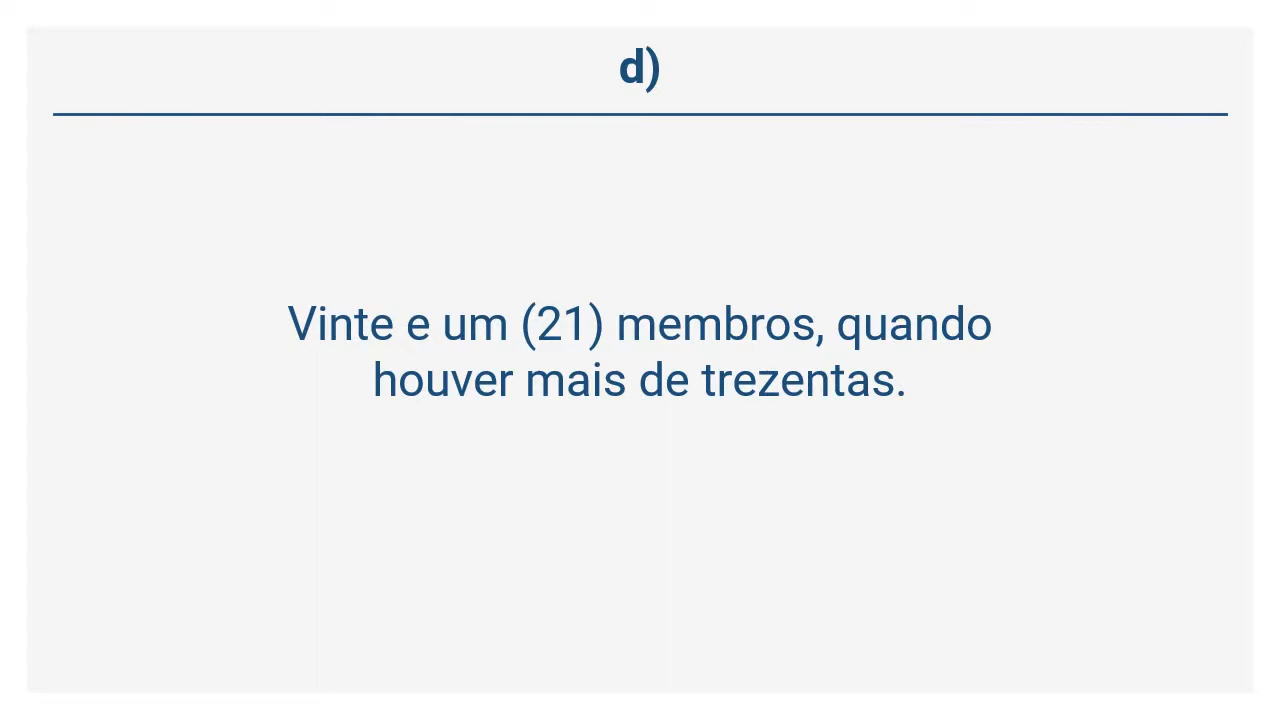 d)
Vinte e um (21) membros, quando
houver mais de trezentas.